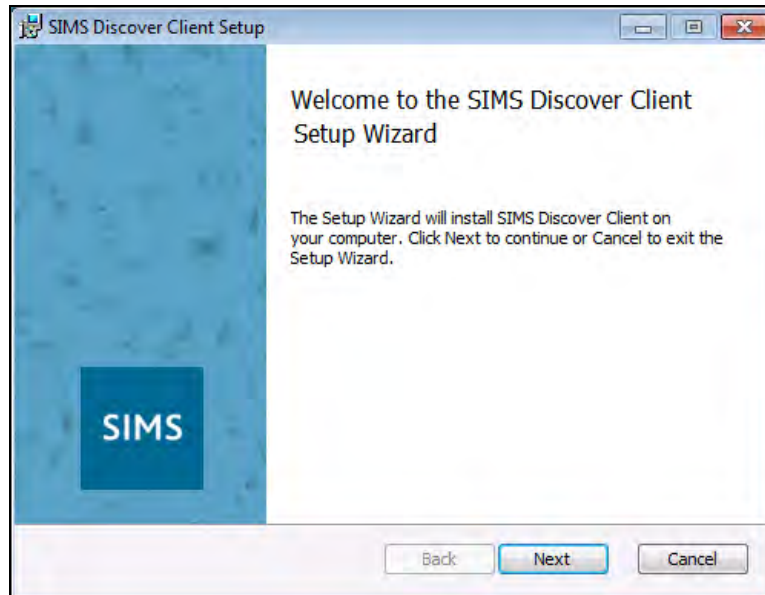 SIMS Discover Client Setup
Welcome to the SIMS Discover Client
Setup Wizard
The Setup Wizard will install SIMS Discover Client on
your computer. Click Next to continue or Cancel to exit the
Setup Wizard.
SIMS
Back Next Cancel